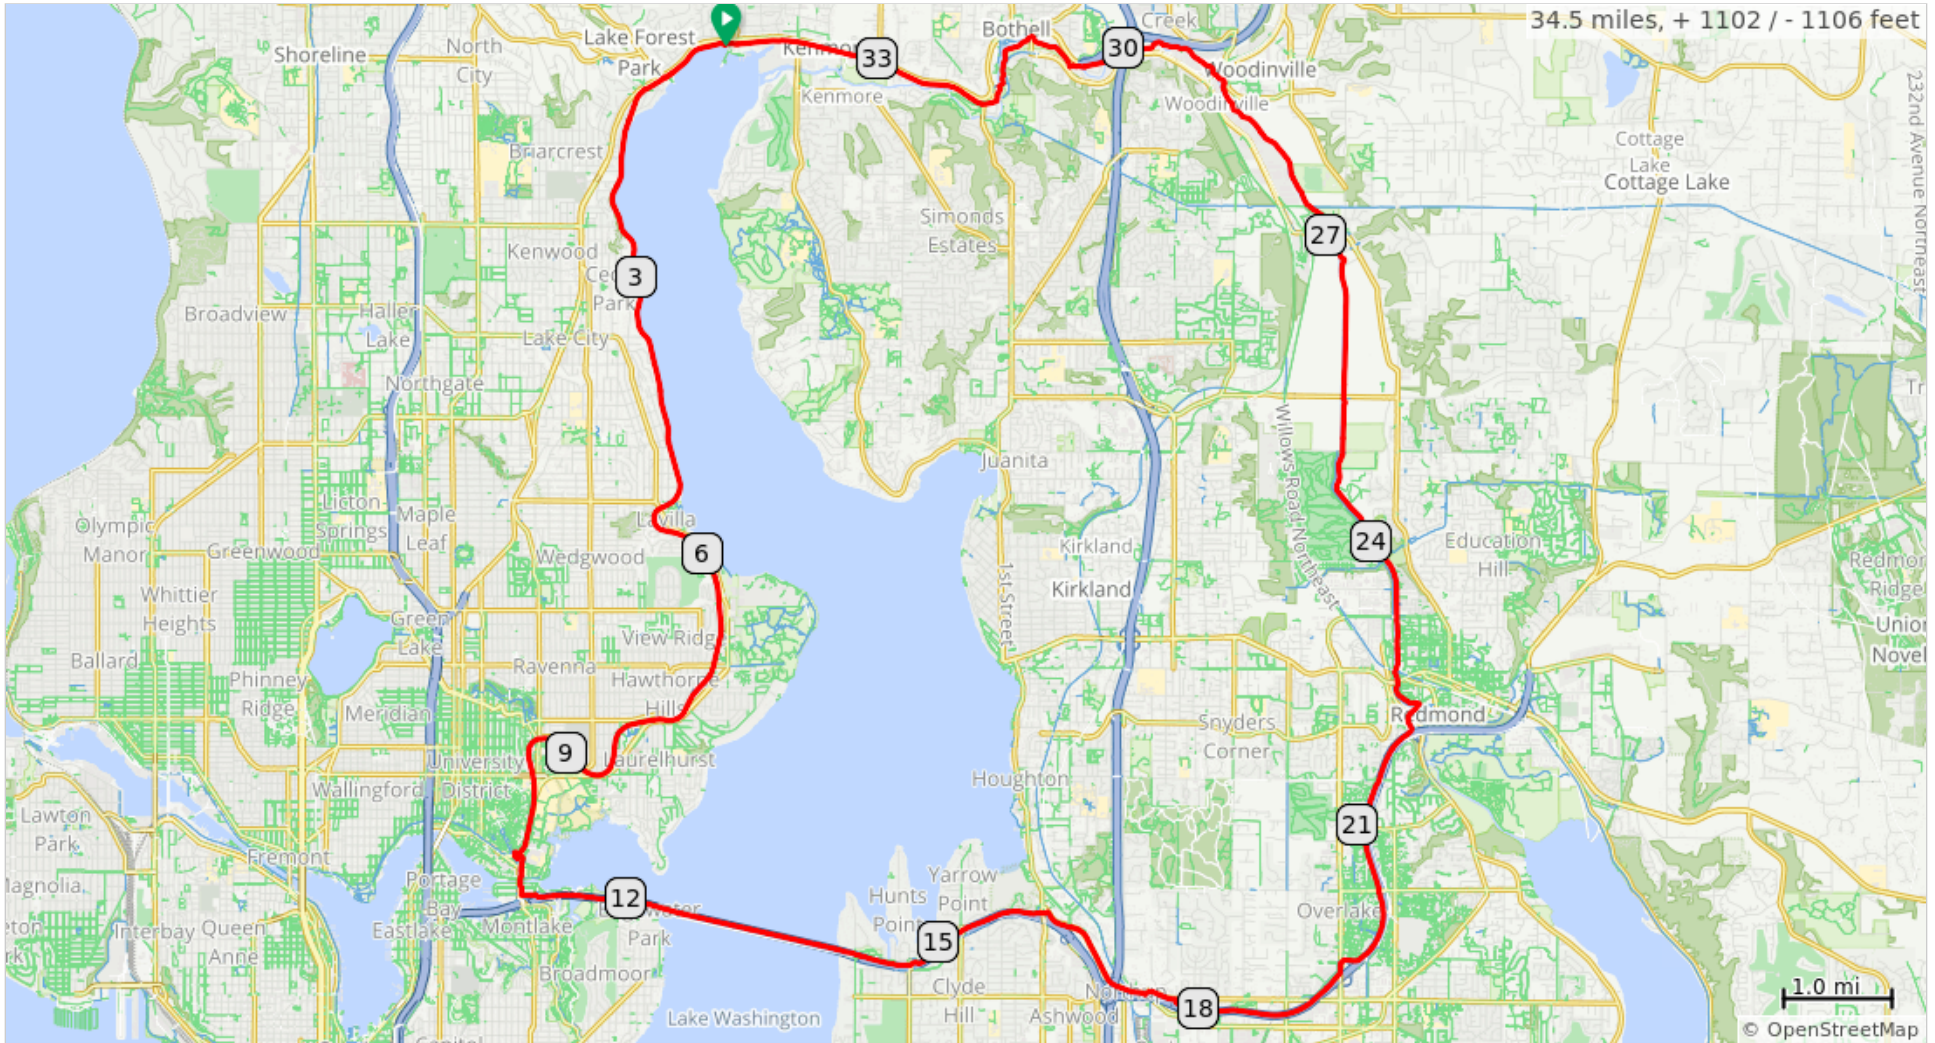 34.5 miles, + 1102 / - 1106 feet
Creek
Bothell
Lake Forest
Park
Shoreline
North
City
33
30
Woodinville
Kenmore
Woodinville
232nd Avenue Northeast
Briarcrest
Cottage
Lake
Cottage Lake
Simonds
Estates
27
Kenwood
Park
3
Broadview
Haller
Lake
Lake City
Northgate
Willows Road Northeast
Juanita
Licton
Springs
Maple
Leaf
Olympic
Manor
Greenwood
Wedgwood
6
Kirkland
Kirkland
24
Education
Hill
1st Street
Whittier
Heights
Green
Lake
View Ridg
Ballard
Ravenna
Hawthorne
Hills
Phinney
Ridge
Meridian
Redmond
Snyders
Corner
9
Laurelhurst
University
District
Wallingford
Houghton
Lawton
Park
Fremont
21
Yarrow
Point
Hunts
Portage
Bay
Eastlake
Montlake
12
Park
15
Overlake
Interbay
Queen
Anne
Broadmoor
Clyde
Hill
18
Ashwood
Lake Washington
1.0 mi
© OpenStreetMap